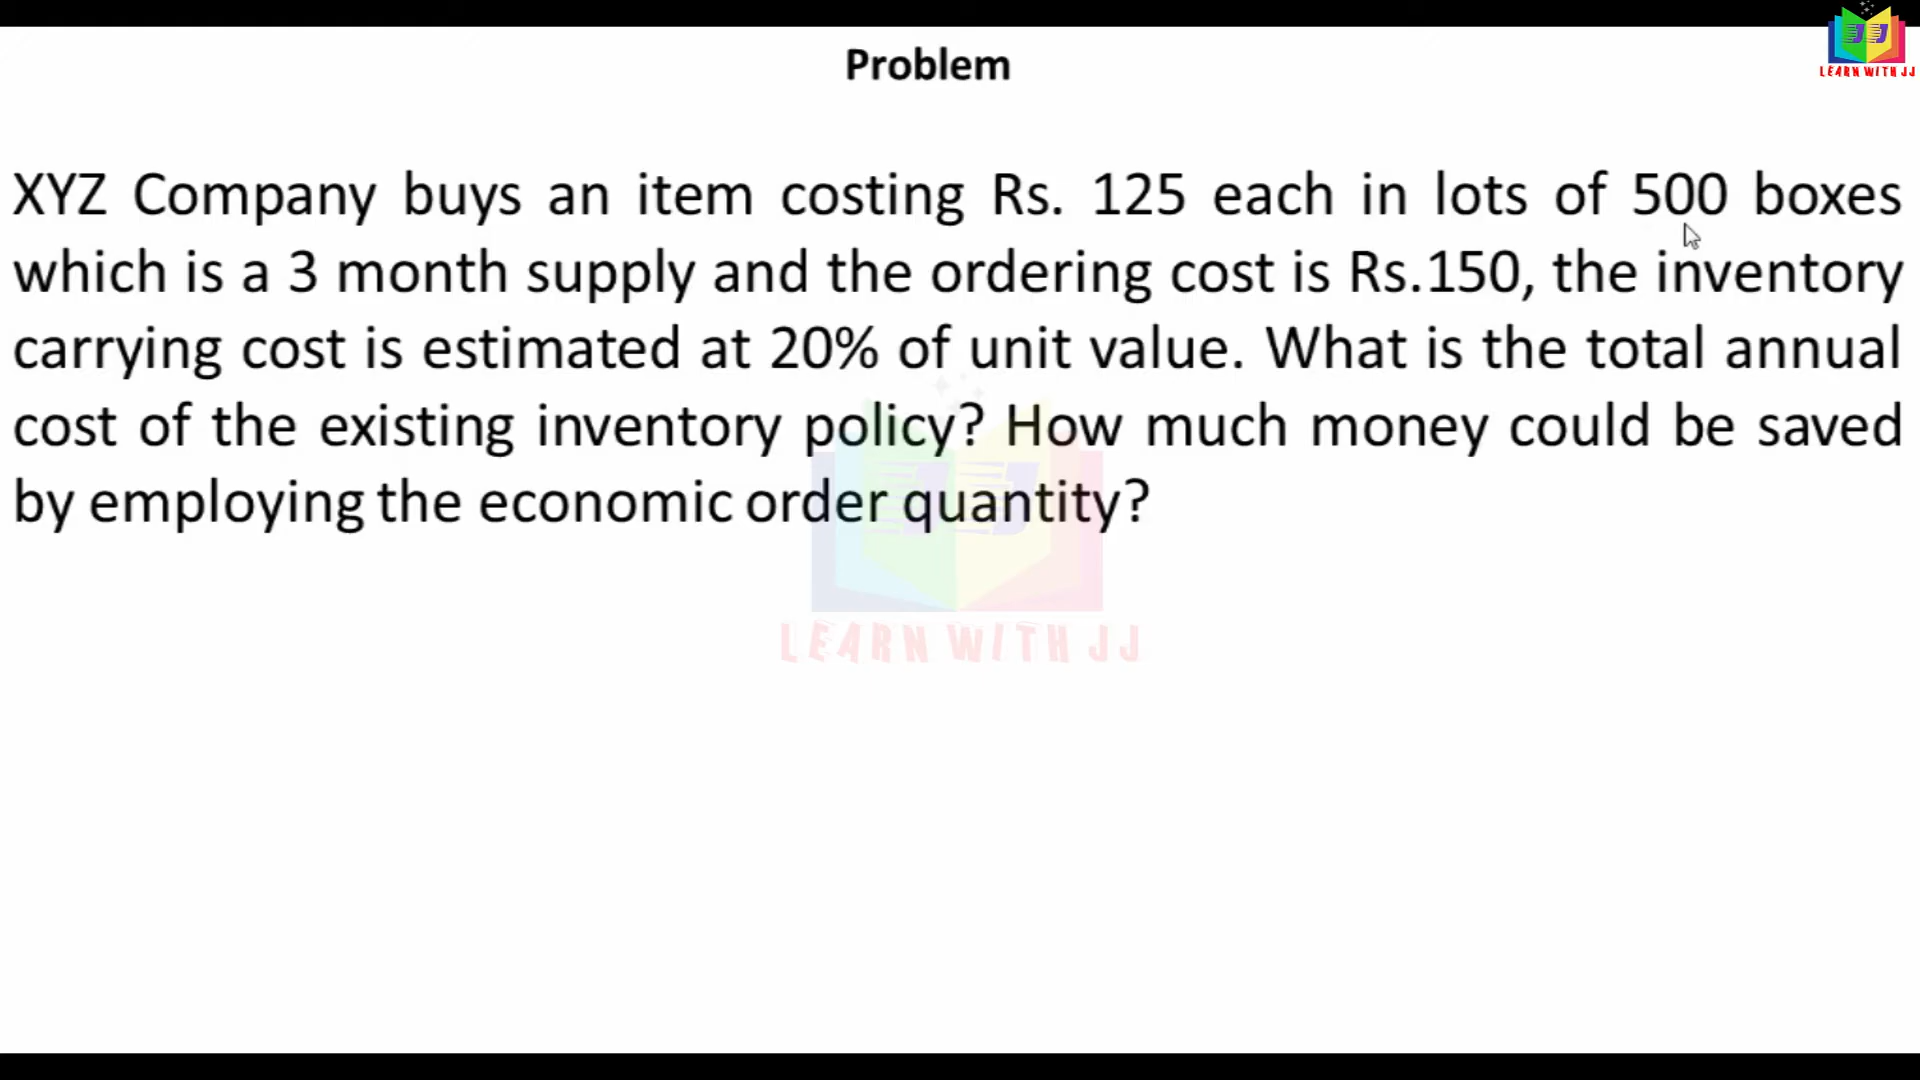 Problem
LEARN WITH JJ
XYZ Company buys an item costing Rs. 125 each in lots of 500 boxes
which is a 3 month supply and the ordering cost is Rs.150, the inventory
carrying cost is estimated at 20% of unit value. What is the total annual
cost of the existing inventory policy? How much money could be saved
by employing the economic order quantity?
LEARN WITH JJ